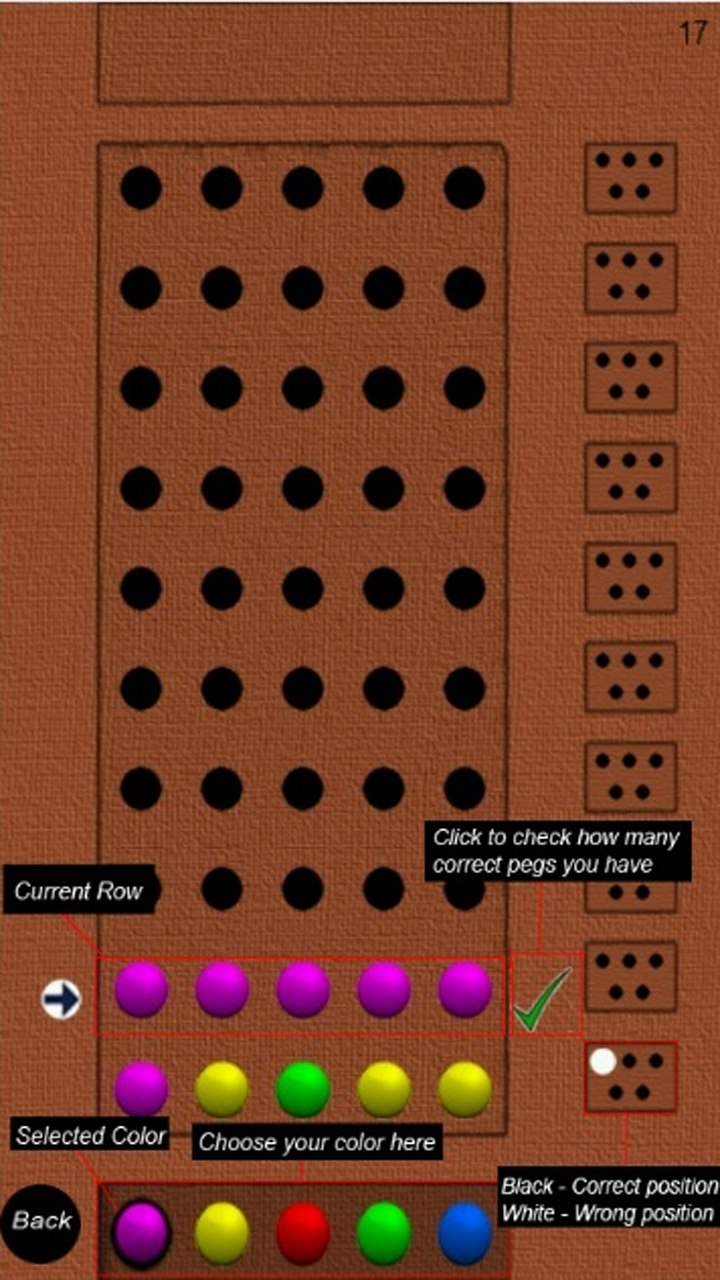 17
Click to check how many
correct pegs you have
Current Row
Selected Color
Choose your color here
Black - Correct position
White - Wrong position
Back